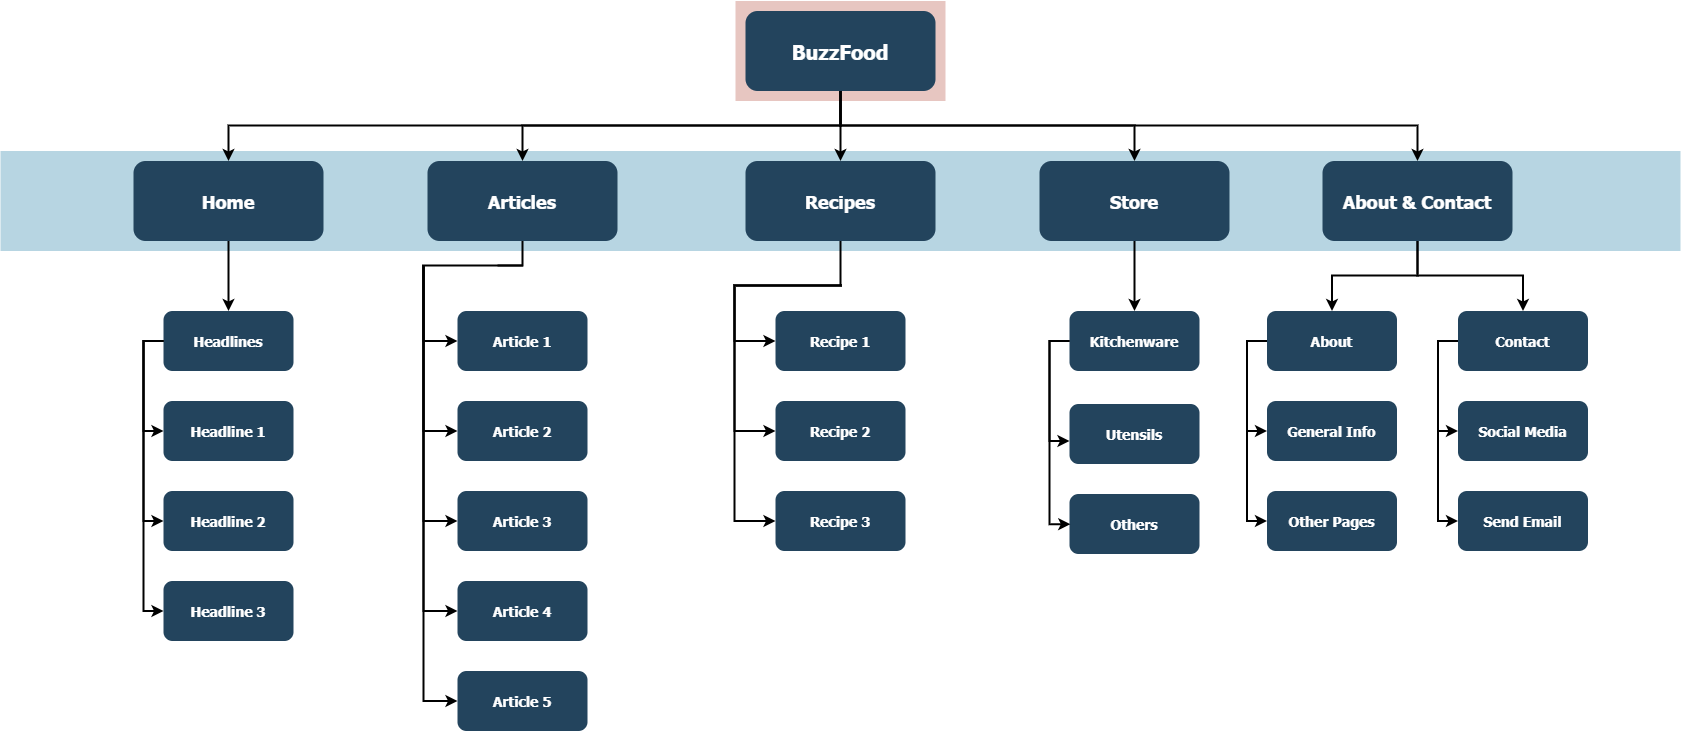 BuzzFood
Home
Articles
Recipes
Store
About & Contact
Headlines
Article 1
Recipe 1
Kitchenware
About
Contact
Headline 1
Article 2
Recipe 2
Utensils
General Info
Social Media
Headline 2
Article 3
Recipe 3
Others
Other Pages
Send Email
Headline 3
Article 4
Article 5